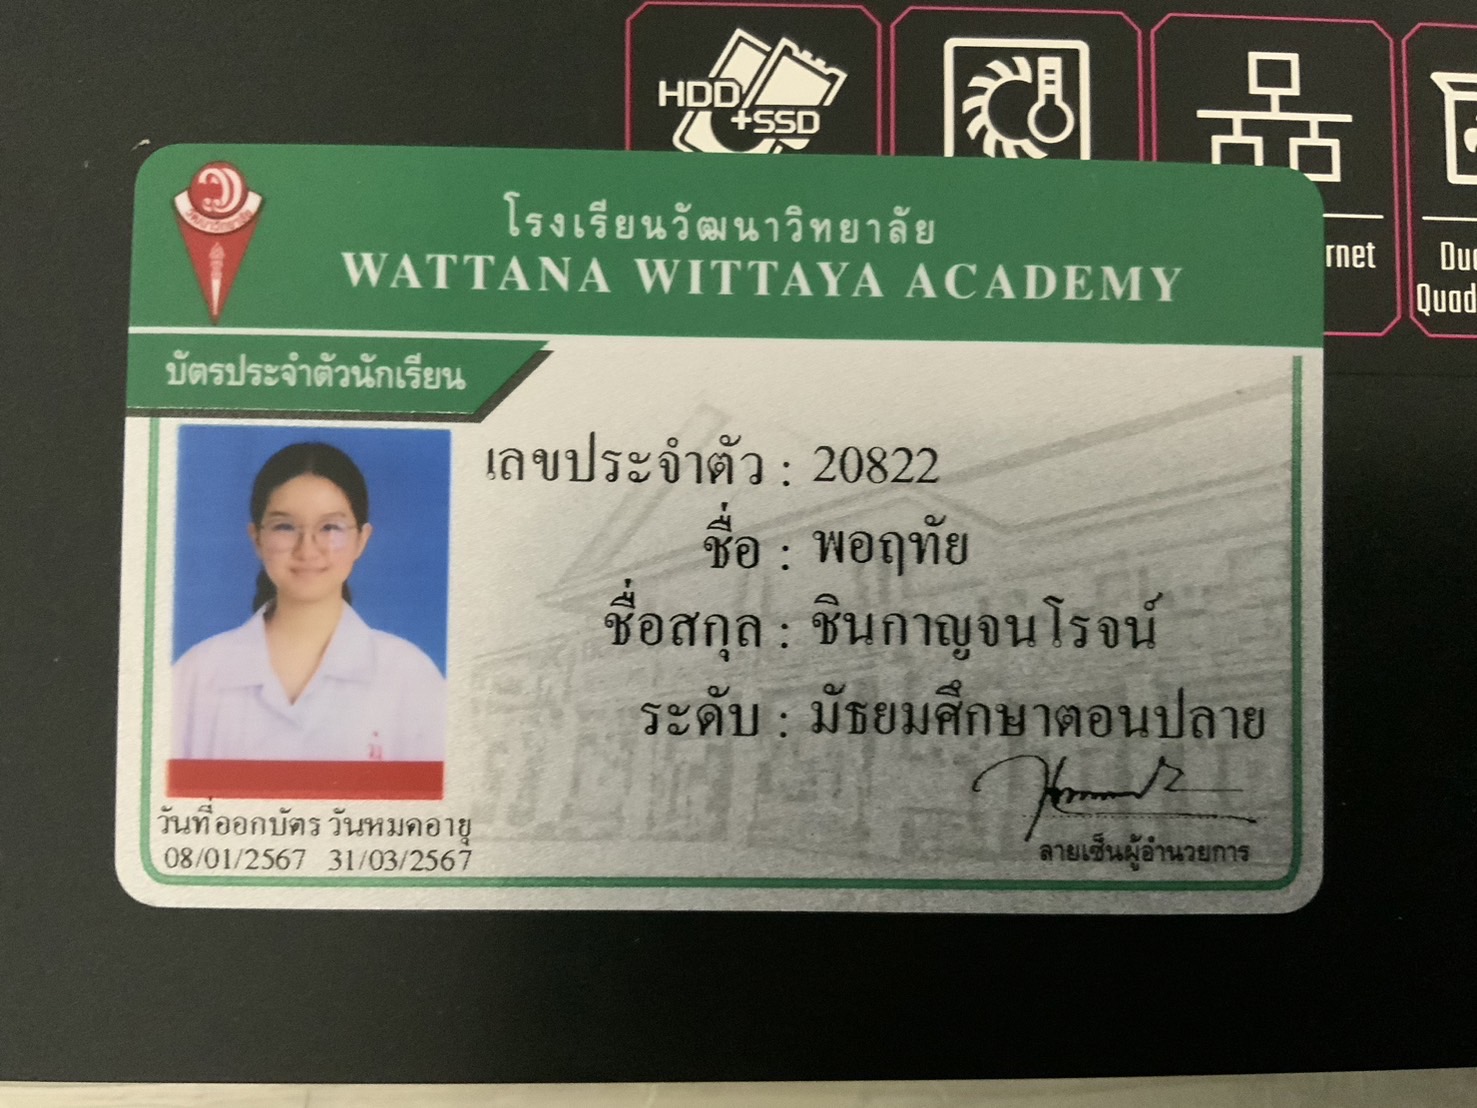 HDD
+SSD
rnet
Quad
โรงเรียนวัฒนาวิทยาลัย
WATTANA WITTAYA ACADEMY
บัตรประจำตัวนักเรียน
เลขประจำตัว : 20822
ชื่อ : พอฤทัย
ชื่อสกุล : ชินกาญจนโรจน์
ระดับ : มัธยมศึกษาตอนปลาย
วันที่ออกบัตร วันหมดอายุ
08/01/2567 31/03/2567
ลายเซ็นผู้อำนวยการ